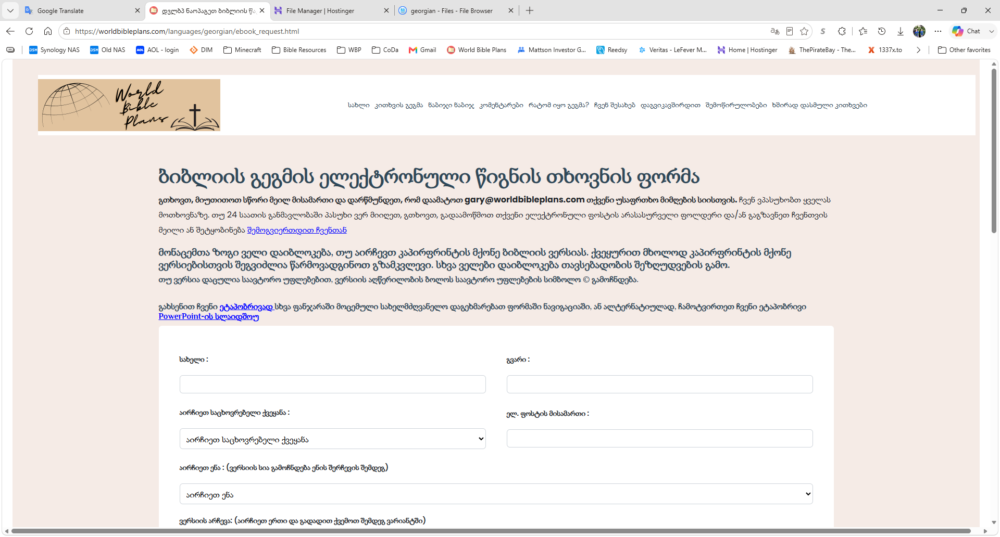 Google Translate
დვლბპ ნაოპაგეთ ბიბლიის წა
File Manager | Hostinger
georgian - Files - File Browser
https://worldbibleplans.com/languages/georgian/ebook_request.html
Chat
Synology NAS
Old NAS
AOL - login
DIM
Minecraft
Bible Resources
WBP
CoDa
Gmail
World Bible Plans
Mattson Investor G...
Reedsy
Veritas - LeFever M...
Home | Hostinger
ThePirateBay - The...
1337x.to
Other favorites
World
Bible
Plans
სახლი კითხვის გეგმა ნაბიჯი ნაბიჯ კომენტარები რატომ იყო გეგმა? ჩვენ შესახებ დაგვიკავშირდით შემოწირულობები ხშირად დასმული კითხვები
ბიბლიის გეგმის ელექტრონული წიგნის თხოვნის ფორმა
გთხოვთ, მიუთითოთ სწორი მეილ მისამართი და დარწმუნდეთ, რომ დაამატოთ gary@worldbibleplans.com თქვენი უსაფრთხო მიმღების სიისთვის. ჩვენ ვპასუხობთ ყველას
მოთხოვნაზე. თუ 24 საათის განმავლობაში პასუხი ვერ მიიღეთ, გთხოვთ, გადაამოწმოთ თქვენი ელექტრონული ფოსტის არასასურველი ფოლდერი და/ან გაგზავნეთ ჩვენთვის
მეილი ან შეტყობინება შემოგვიერთდით ჩვენთან
მონაცემთა ზოგი ველი დაიბლოკება, თუ აირჩევთ კაპირფრინტის მქონე ბიბლიის ვერსიას. ქვეყურით მხოლოდ კაპირფრინტის მქონე
ვერსიებისთვის შეგვიძლია წარმოვადგინოთ გზამკვლევი. სხვა ველები დაიბლოკება თავსებადობის შეზღუდვების გამო.
თუ ვერსია დაცულია საავტორო უფლებებით, ვერსიის აღწერილობის ბოლოს საავტორო უფლებების სიმბოლო © გამოჩნდება.
გახსენით ჩვენი ეტაპობრივად სხვა ფანჯარაში მოცემული სახელმძღვანელო დაგეხმარებათ ფორმაში ნავიგაციაში, ან ალტერნატიულად, ჩამოტვირთეთ ჩვენი ეტაპობრივი
PowerPoint-ის სლაიდშოუ
სახელი :
გვარი :
აირჩიეთ საცხოვრებელი ქვეყანა :
ელ. ფოსტის მისამართი :
აირჩიეთ საცხოვრებელი ქვეყანა
აირჩიეთ ენა : (ვერსიის სია გამოჩნდება ენის შერჩევის შემდეგ)
აირჩიეთ ენა
ვერსიის არჩევა: (აირჩიეთ ერთი და გადადით ქვემოთ შემდეგ ვარიანტში)